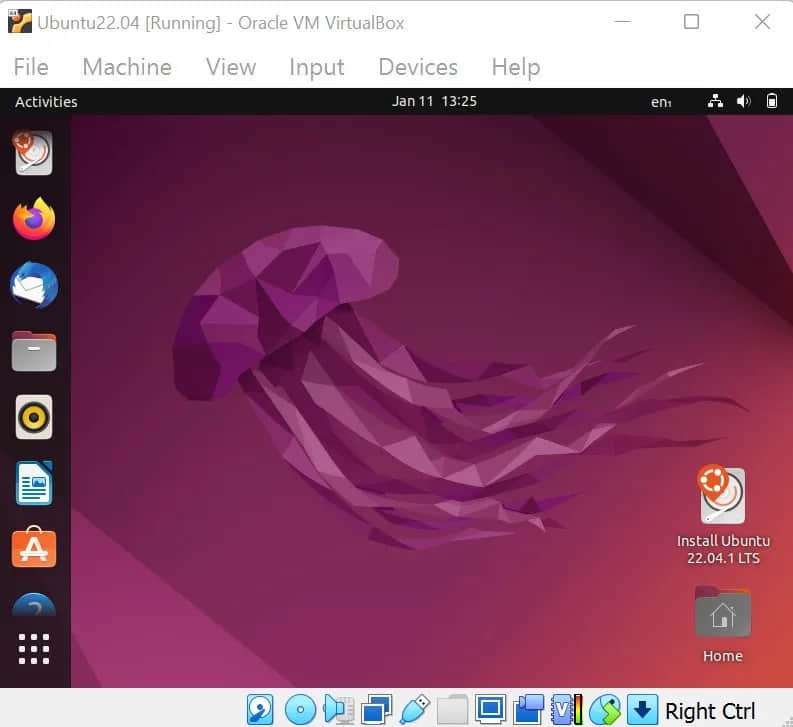 Ubuntu22.04 [Running] - Oracle VM VirtualBox
File Machine View Input Devices Help
Activities Jan 11 13:25 en₁
Install Ubuntu
22.04.1 LTS
Home
Right Ctrl